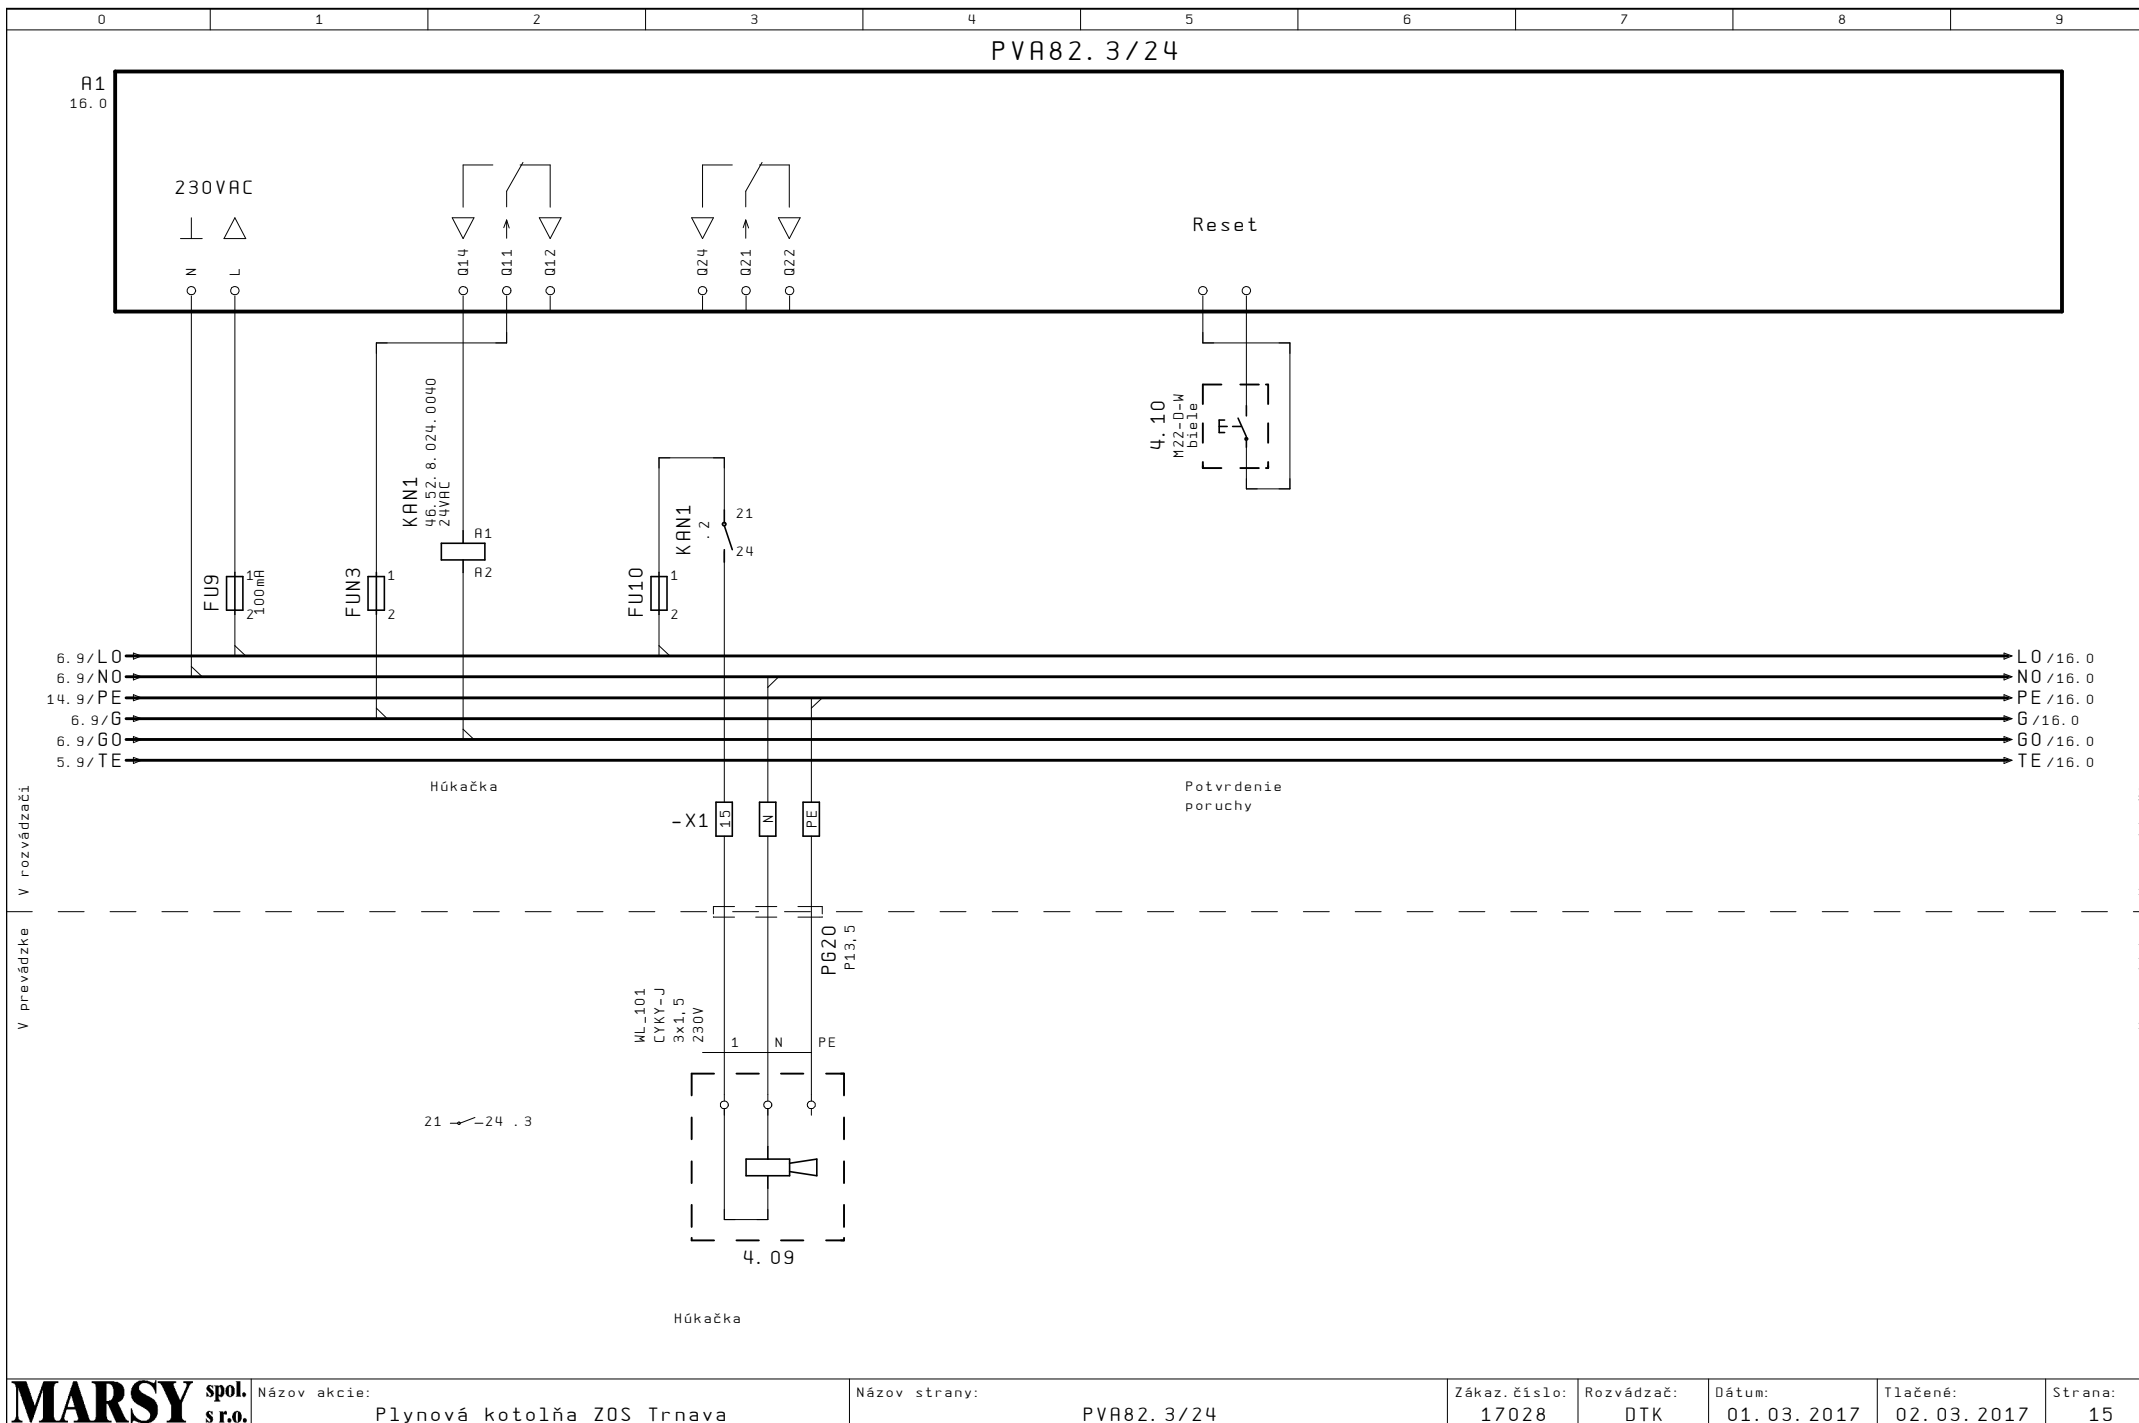 0 1 2 3 4 5 6 7 8 9
PVA82.3/24
A1
16.0
230VAC
Reset
N L Q14 Q11 Q12 Q24 Q21 Q22
KAN1
46.52.8.024.0040
24VAC
A1
A2
4.10
M22-D-W
biele
E
KAN1
.2
21
24
FU9
1
2
100mA
FUN3
1
2
FU10
1
2
6.9/L0 L0/16.0
6.9/N0 N0/16.0
14.9/PE PE/16.0
6.9/G G/16.0
6.9/G0 G0/16.0
5.9/TE TE/16.0
Húkačka
Potvrdenie
poruchy
V rozvádzači
-X1 15 N PE
V prevádzke
PG20
P13,5
WL_101
CYKY-J
3x1,5
230V
1 N PE
21 24 .3
4.09
Húkačka
MARSY spol. s r.o.
Názov akcie: Plynová kotolňa ZOS Trnava
Názov strany: PVA82.3/24
Zákaz.číslo: 17028
Rozvádzač: DTK
Dátum: 01.03.2017
Tlačené: 02.03.2017
Strana: 15